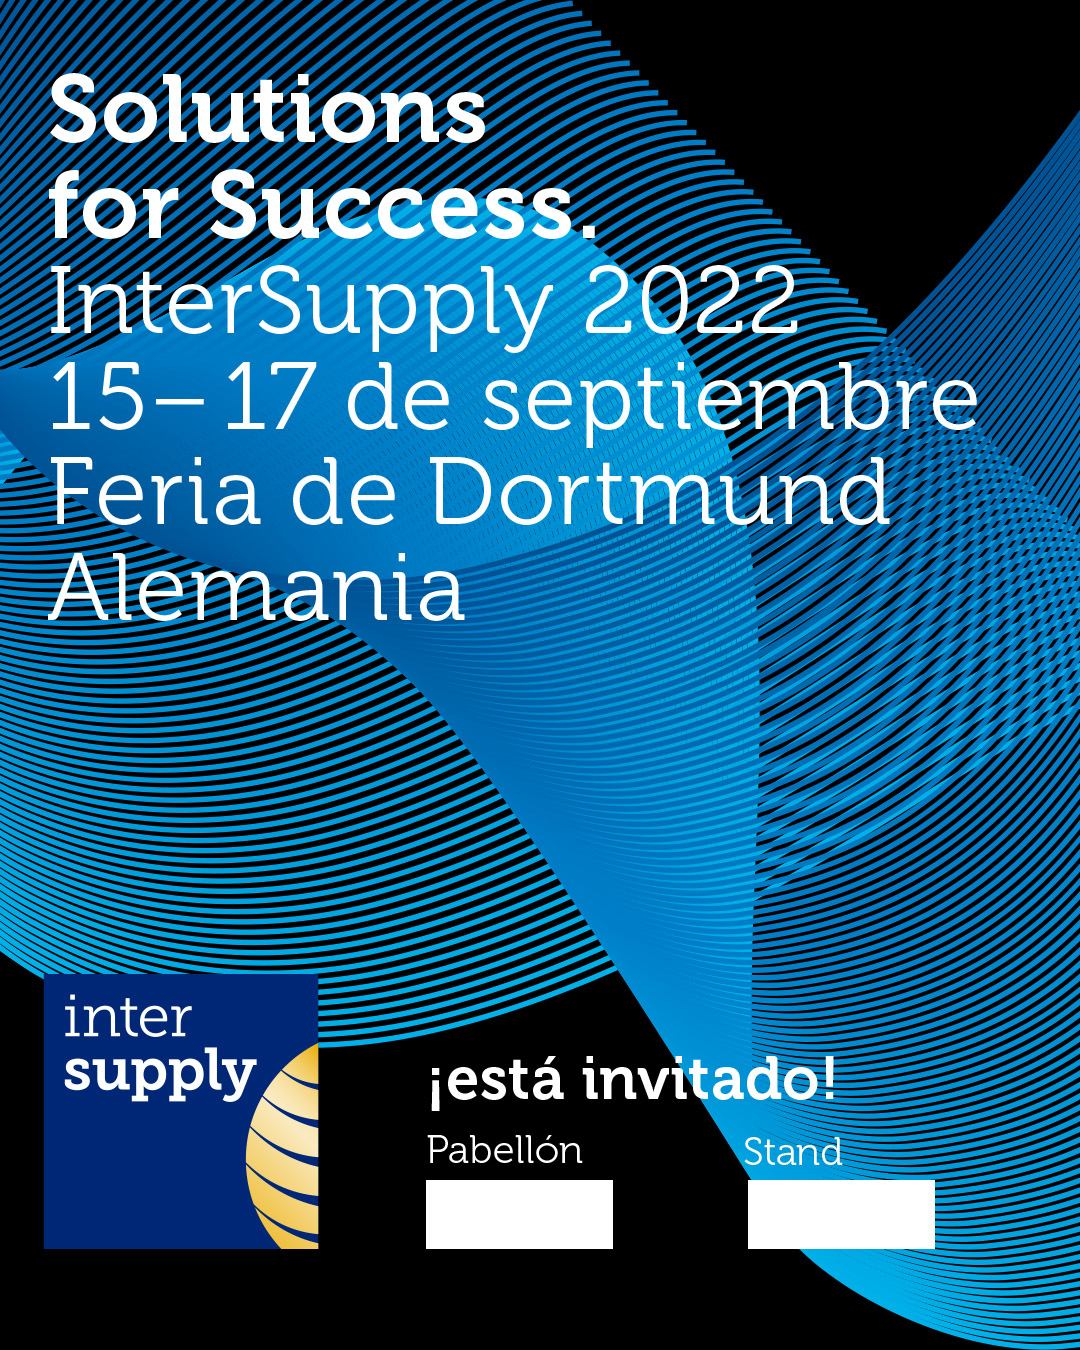 Solutions
for Success.
InterSupply 2022
15–17 de septiembre
Feria de Dortmund
Alemania
inter
supply
¡está invitado!
Pabellón
Stand